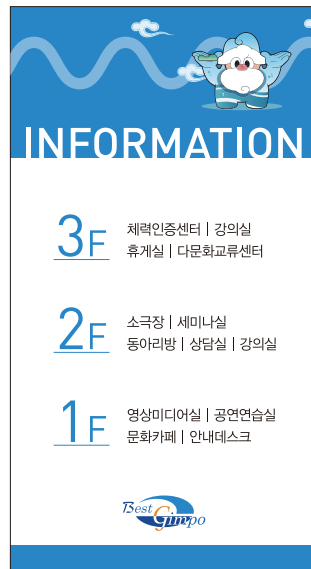 INFORMATION
3F
체력인증센터 | 강의실
휴게실 | 다문화교류센터
2F
소극장 | 세미나실
동아리방 | 상담실 | 강의실
1F
영상미디어실 | 공연연습실
문화카페 | 안내데스크
Best
Gimpo